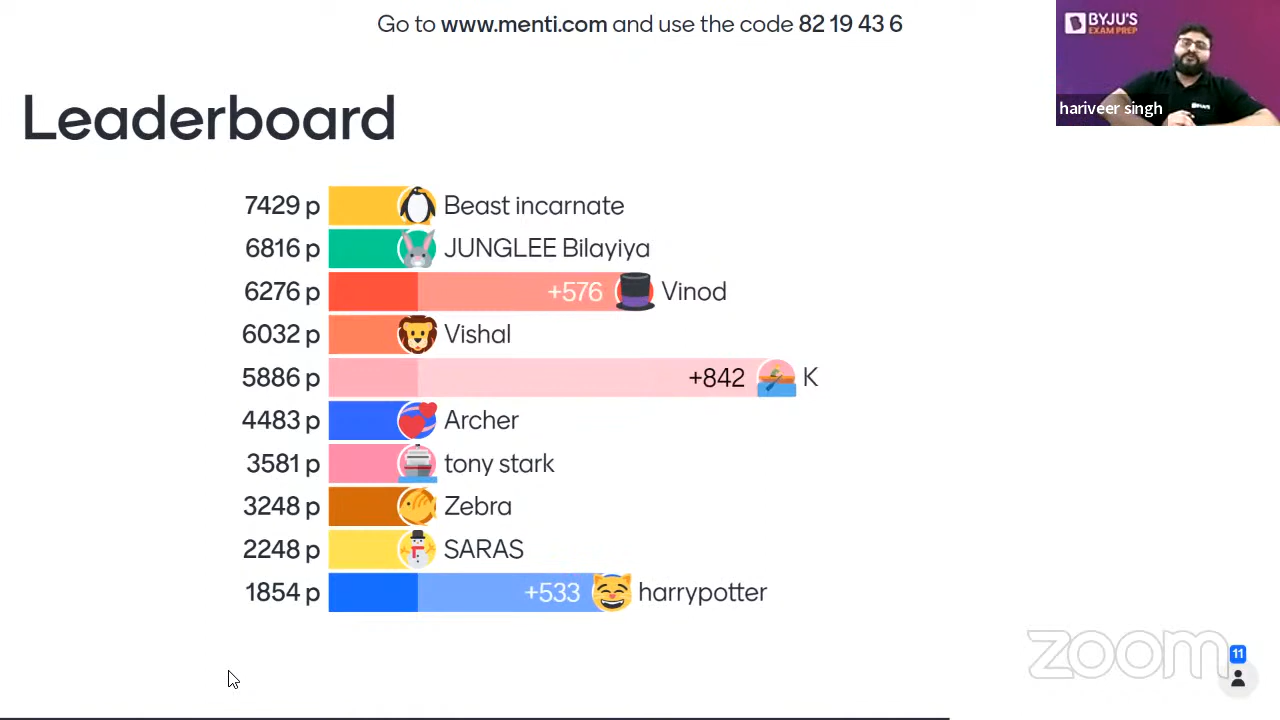 Go to www.menti.com and use the code 82 19 43 6
BYJU'S
EXAM PREP
hariveer singh
BYJU'S
Leaderboard
7429 p Beast incarnate
6816 p JUNGLEE Bilayiya
6276 p +576 Vinod
6032 p Vishal
5886 p +842 K
4483 p Archer
3581 p tony stark
3248 p Zebra
2248 p SARAS
1854 p +533 harrypotter
zoom
11